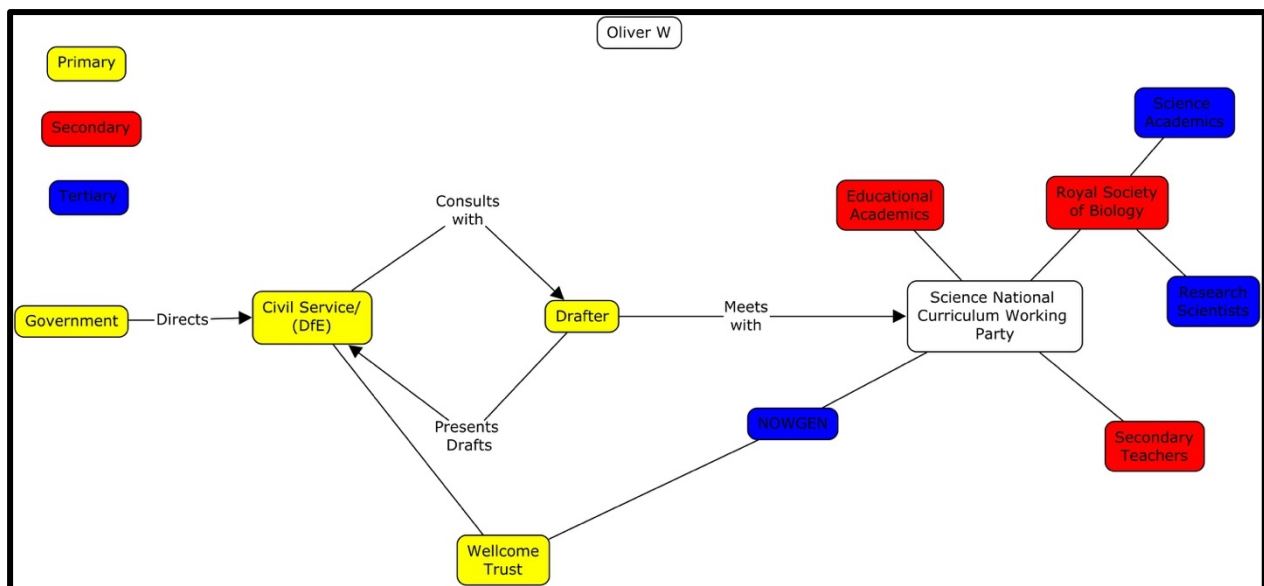 Oliver W
Primary
Secondary
Tertiary
Science
Academics
Educational
Academics
Royal Society
of Biology
Consults
with
Government
Directs
Civil Service/
(DfE)
Drafter
Meets
with
Science National
Curriculum Working
Party
Research
Scientists
Presents
Drafts
NOWGEN
Secondary
Teachers
Wellcome
Trust